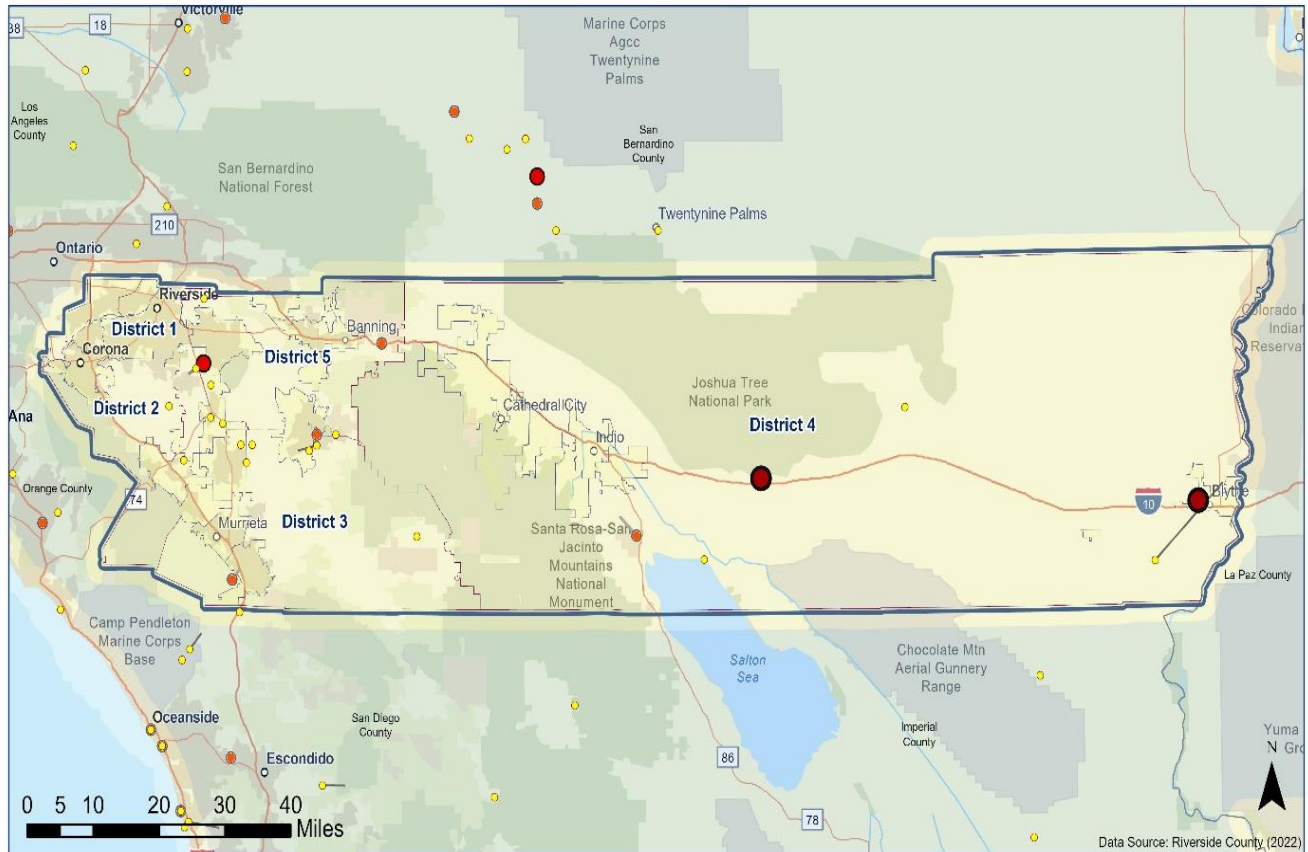 Victorville
18
Marine Corps
Agcc
Twentynine
Palms
Los
Angeles
County
San
Bernardino
County
San Bernardino
National Forest
210
Twentynine Palms
Ontario
Riverside
District 1
Banning
District 5
Corona
Colorado
Indian
Joshua Tree
National Park
District 2
Cathedral City
District 4
Ana
Indio
Orange County
74
10
Blythe
District 3
Murrieta
Santa Rosa-San
Jacinto
Mountains
National
Monument
La Paz County
Camp Pendleton
Marine Corps
Base
Chocolate Mtn
Aerial Gunnery
Range
Salton
Sea
Oceanside
San Diego
County
Imperial
County
Yuma
N
Escondido
86
0 5 10 20 30 40
Miles
78
Data Source: Riverside County (2022)